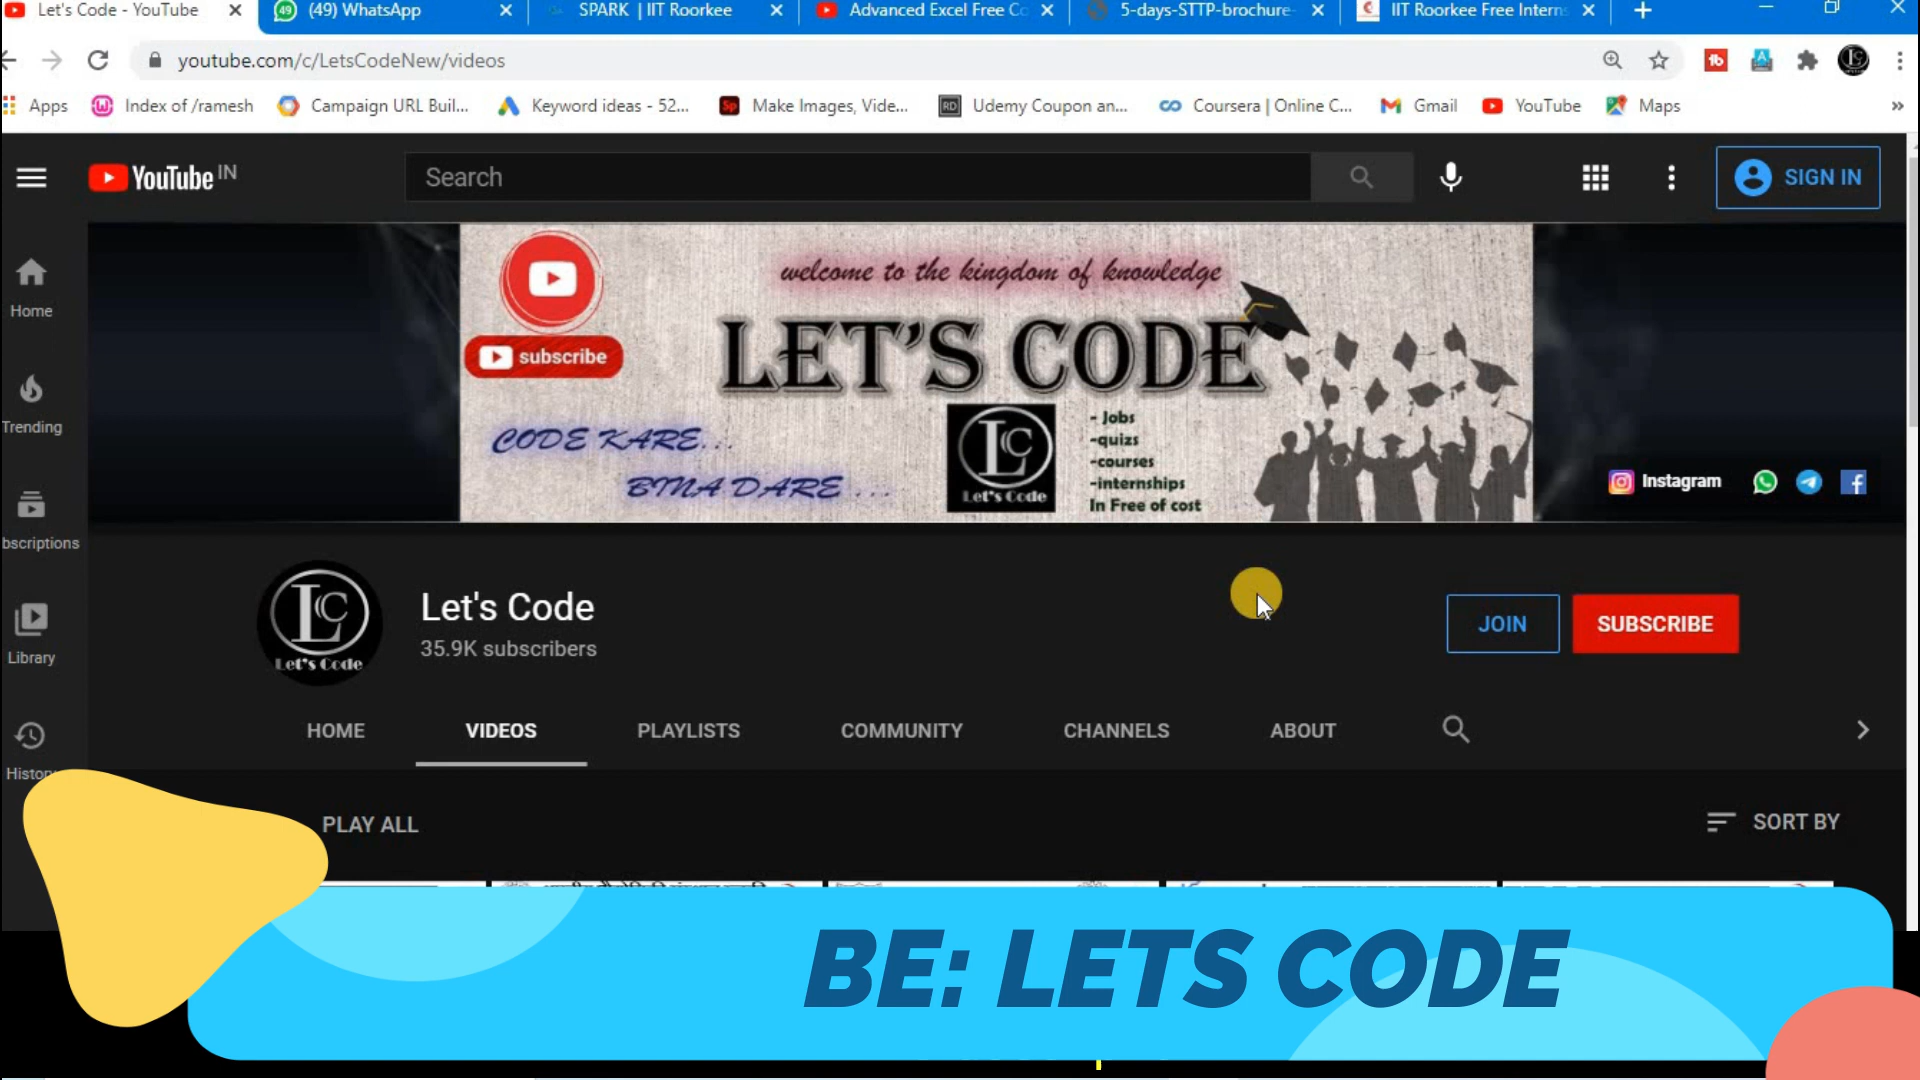 Let's Code - YouTube
(49) WhatsApp
SPARK | IIT Roorkee
Advanced Excel Free Co
5-days-STTP-brochure-
IIT Roorkee Free Intern
youtube.com/c/LetsCodeNew/videos
Apps
Index of /ramesh
Campaign URL Buil...
Keyword ideas - 52...
Make Images, Vide...
Udemy Coupon an...
Coursera | Online C...
Gmail
YouTube
Maps
YouTube IN
Search
SIGN IN
Home
Trending
bscriptions
Library
History
welcome to the kingdom of knowledge
LET'S CODE
subscribe
CODE KARE...
BINA DARE ...
LC
Let's Code
- Jobs
-quizs
-courses
-internships
In Free of cost
Instagram
LC
Let's Code
Let's Code
35.9K subscribers
JOIN
SUBSCRIBE
HOME
VIDEOS
PLAYLISTS
COMMUNITY
CHANNELS
ABOUT
PLAY ALL
SORT BY
BE: LETS CODE